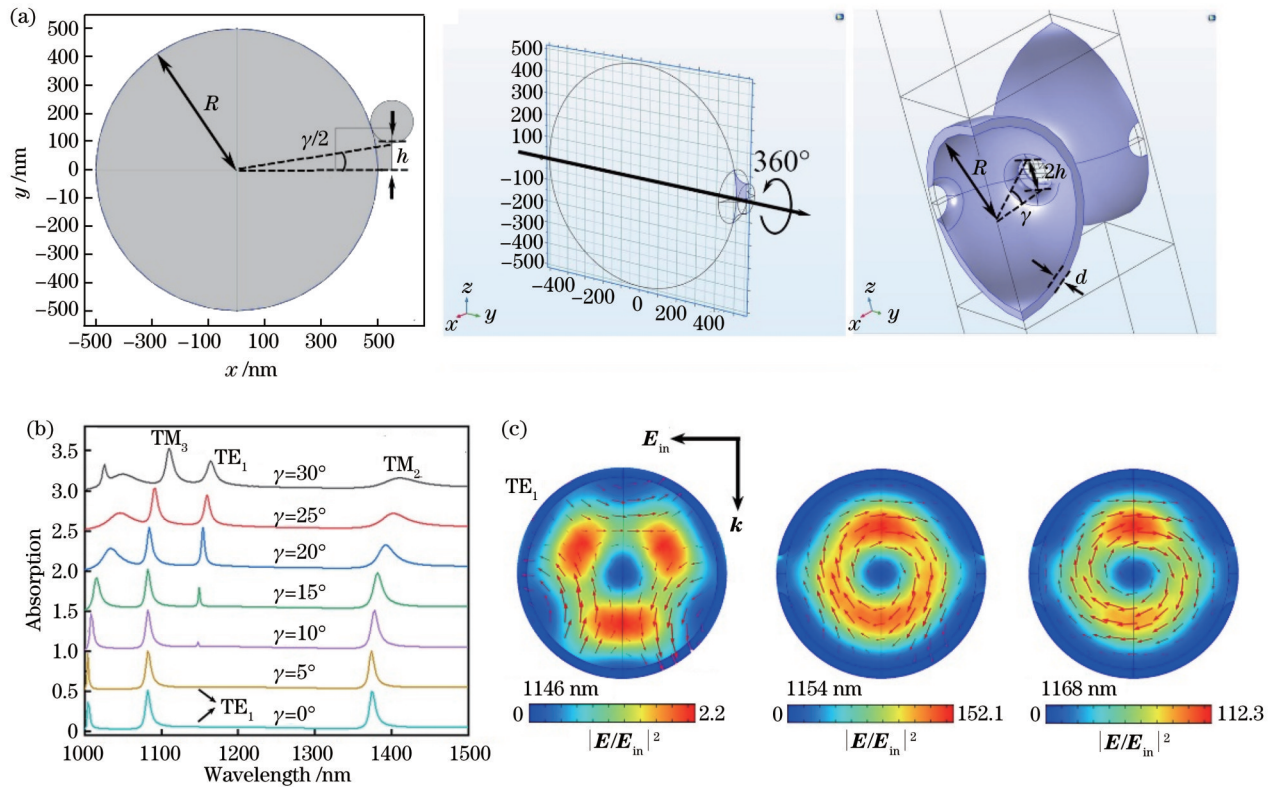 (a)
500
400
300
200
100
0
−100
−200
−300
−400
−500
y /nm
−500
−300
−100
0
100
300
500
x /nm
R
γ/2
h
500
400
300
200
100
−100
−200
−300
−400
−500
−400
−200
0
200
400
360°
z
x
y
R
2h
γ
d
z
x
y
(b)
TM3
TE1
TM2
γ=30°
γ=25°
γ=20°
γ=15°
γ=10°
γ=5°
TE1
γ=0°
3.5
3.0
2.5
2.0
1.5
1.0
0.5
0
Absorption
1000
1100
1200
1300
1400
1500
Wavelength /nm
(c)
Ein
k
TE1
1146 nm
0
2.2
|E/Ein|2
1154 nm
0
152.1
|E/Ein|2
1168 nm
0
112.3
|E/Ein|2